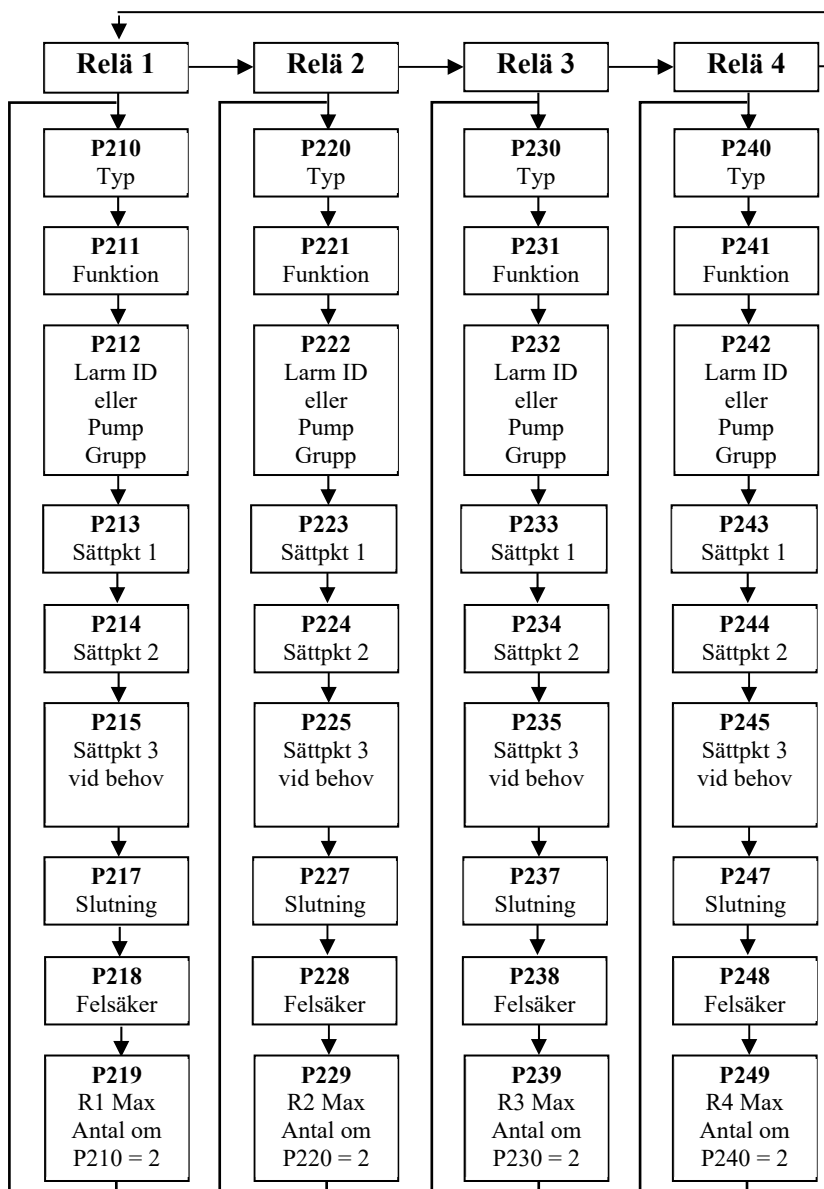 Relä 1
Relä 2
Relä 3
Relä 4
P210
Typ
P220
Typ
P230
Typ
P240
Typ
P211
Funktion
P221
Funktion
P231
Funktion
P241
Funktion
P212
Larm ID
eller
Pump
Grupp
P222
Larm ID
eller
Pump
Grupp
P232
Larm ID
eller
Pump
Grupp
P242
Larm ID
eller
Pump
Grupp
P213
Sättpkt 1
P223
Sättpkt 1
P233
Sättpkt 1
P243
Sättpkt 1
P214
Sättpkt 2
P224
Sättpkt 2
P234
Sättpkt 2
P244
Sättpkt 2
P215
Sättpkt 3
vid behov
P225
Sättpkt 3
vid behov
P235
Sättpkt 3
vid behov
P245
Sättpkt 3
vid behov
P217
Slutning
P227
Slutning
P237
Slutning
P247
Slutning
P218
Felsäker
P228
Felsäker
P238
Felsäker
P248
Felsäker
P219
R1 Max
Antal om
P210 = 2
P229
R2 Max
Antal om
P220 = 2
P239
R3 Max
Antal om
P230 = 2
P249
R4 Max
Antal om
P240 = 2